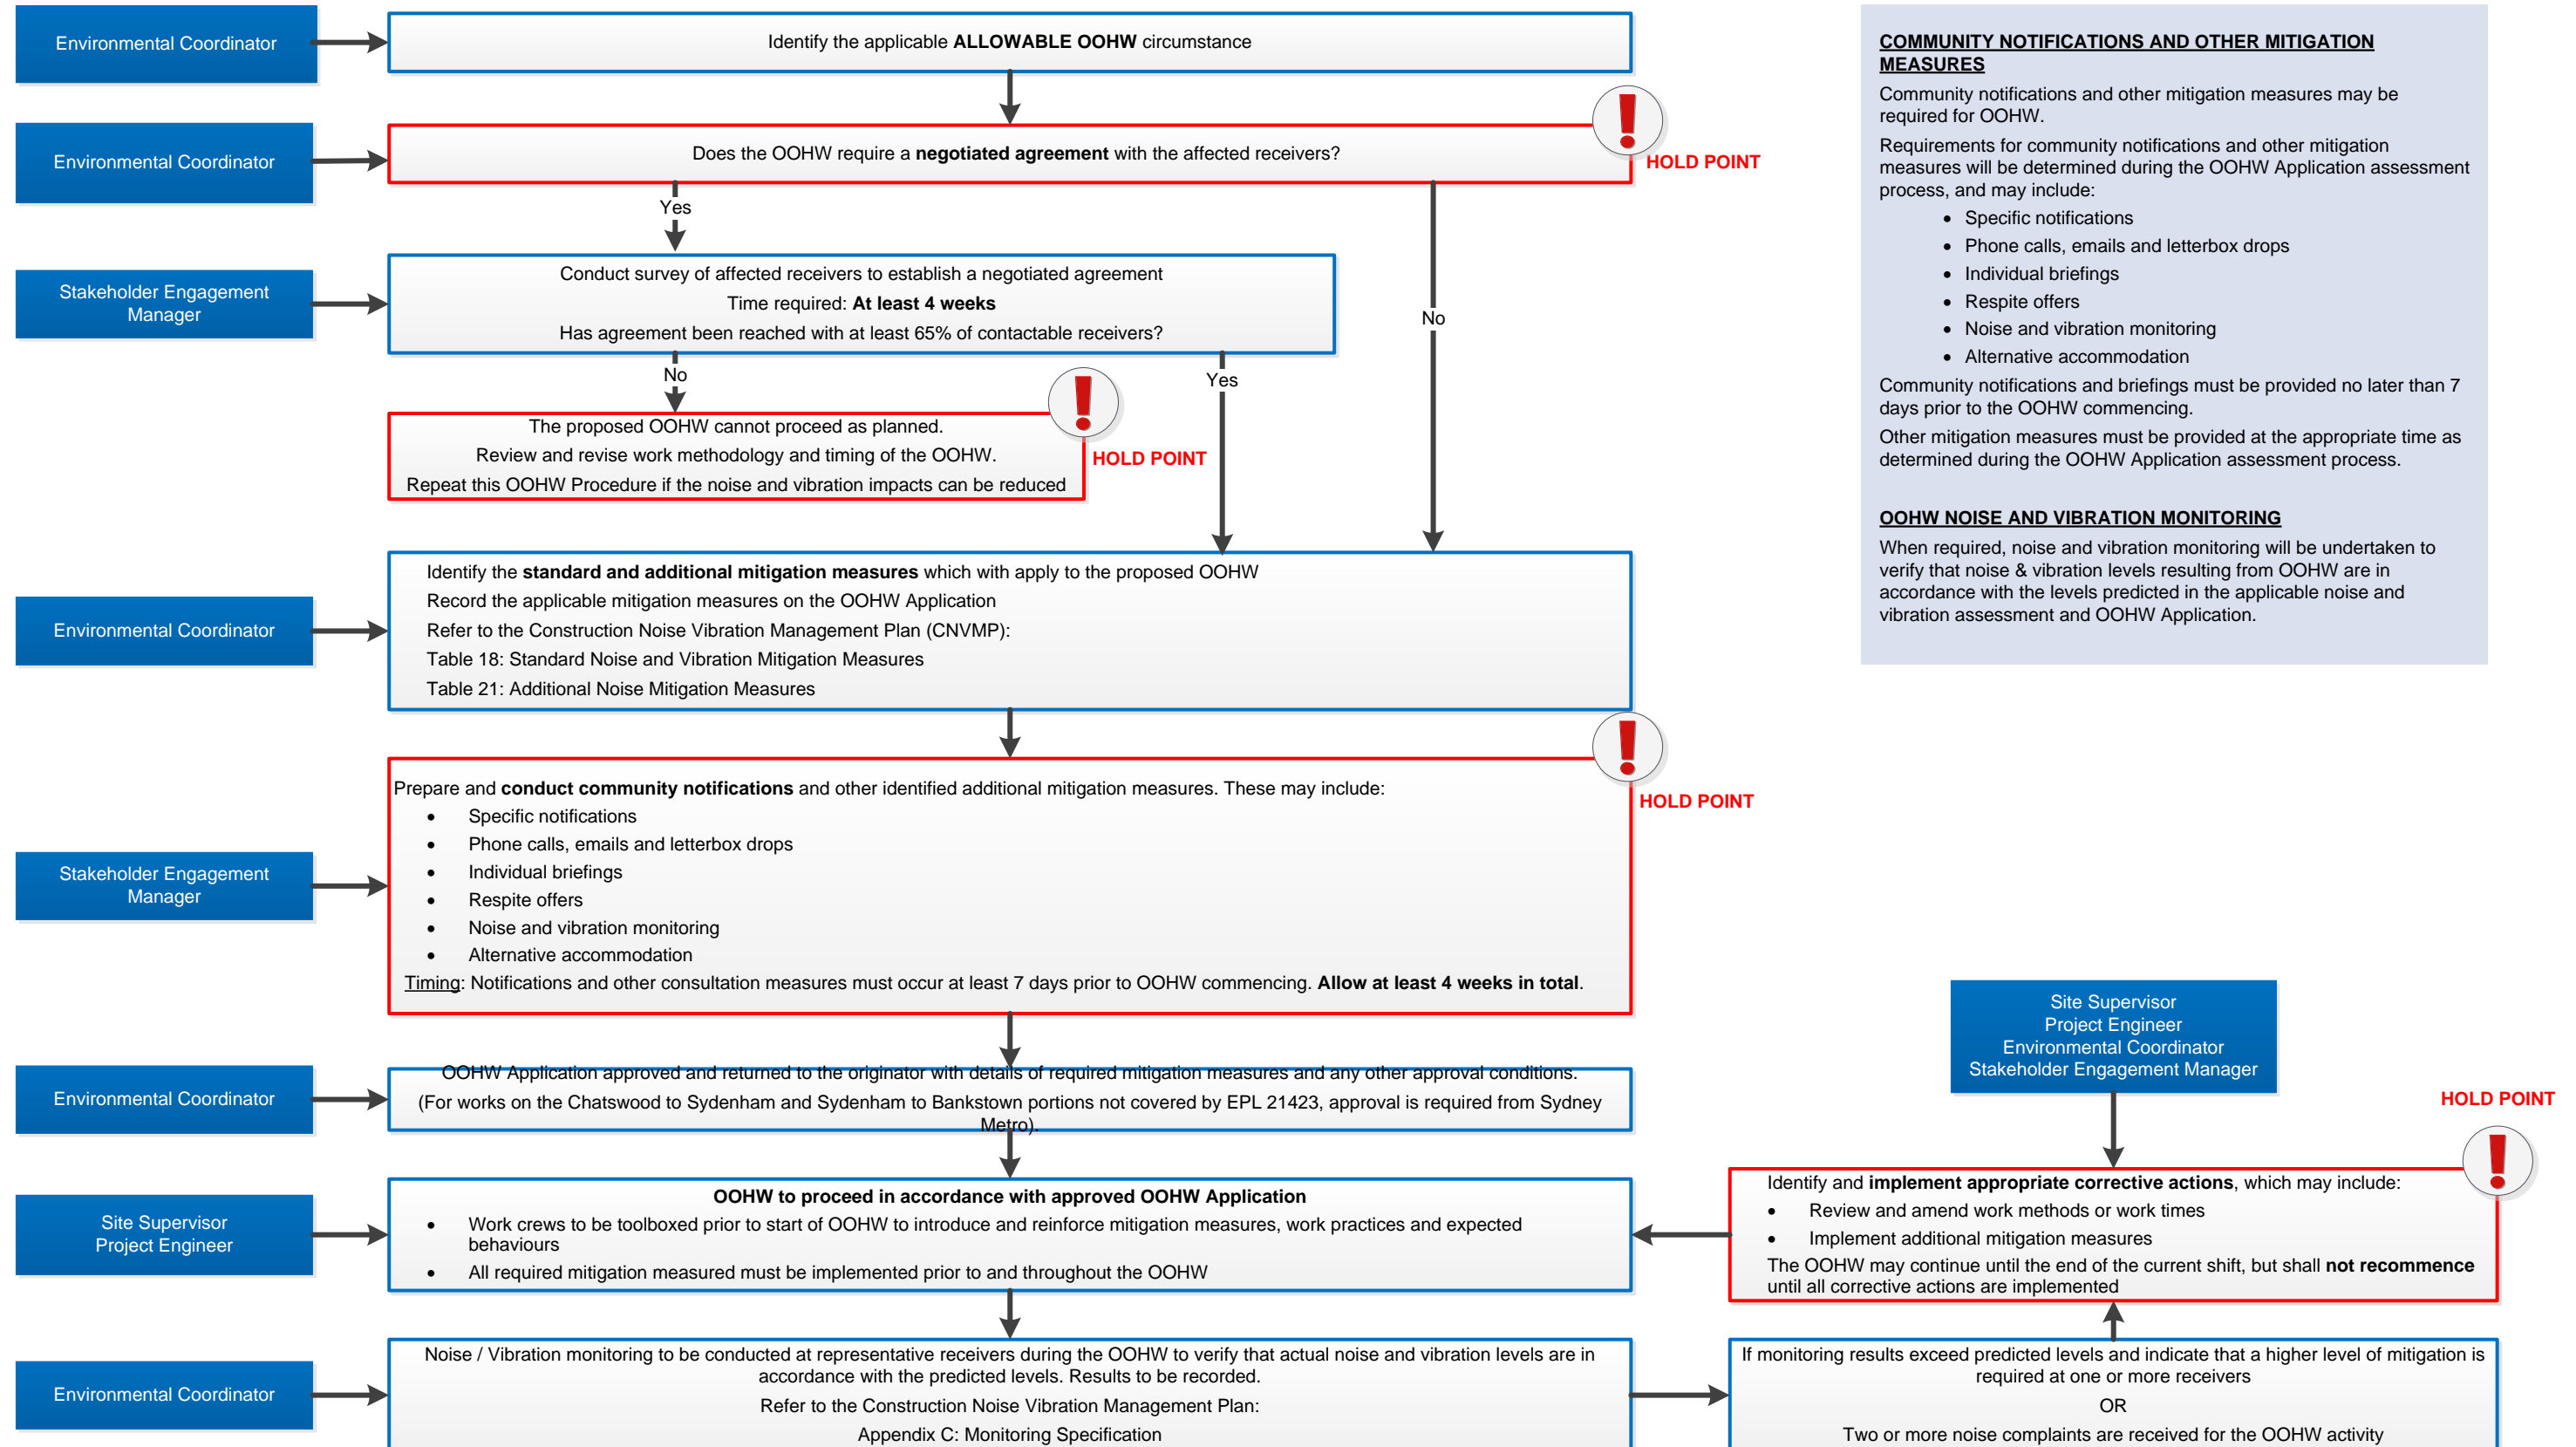 Environmental Coordinator
Identify the applicable ALLOWABLE OOHW circumstance
Environmental Coordinator
Does the OOHW require a negotiated agreement with the affected receivers?
HOLD POINT
Yes
No
Stakeholder Engagement
Manager
Conduct survey of affected receivers to establish a negotiated agreement
Time required: At least 4 weeks
Has agreement been reached with at least 65% of contactable receivers?
No
Yes
The proposed OOHW cannot proceed as planned.
Review and revise work methodology and timing of the OOHW.
Repeat this OOHW Procedure if the noise and vibration impacts can be reduced
HOLD POINT
Environmental Coordinator
Identify the standard and additional mitigation measures which with apply to the proposed OOHW
Record the applicable mitigation measures on the OOHW Application
Refer to the Construction Noise Vibration Management Plan (CNVMP):
Table 18: Standard Noise and Vibration Mitigation Measures
Table 21: Additional Noise Mitigation Measures
Stakeholder Engagement
Manager
Prepare and conduct community notifications and other identified additional mitigation measures. These may include:
• Specific notifications
• Phone calls, emails and letterbox drops
• Individual briefings
• Respite offers
• Noise and vibration monitoring
• Alternative accommodation
Timing: Notifications and other consultation measures must occur at least 7 days prior to OOHW commencing. Allow at least 4 weeks in total.
HOLD POINT
Environmental Coordinator
OOHW Application approved and returned to the originator with details of required mitigation measures and any other approval conditions.
(For works on the Chatswood to Sydenham and Sydenham to Bankstown portions not covered by EPL 21423, approval is required from Sydney
Metro).
Site Supervisor
Project Engineer
OOHW to proceed in accordance with approved OOHW Application
• Work crews to be toolboxed prior to start of OOHW to introduce and reinforce mitigation measures, work practices and expected
behaviours
• All required mitigation measured must be implemented prior to and throughout the OOHW
Environmental Coordinator
Noise / Vibration monitoring to be conducted at representative receivers during the OOHW to verify that actual noise and vibration levels are in
accordance with the predicted levels. Results to be recorded.
Refer to the Construction Noise Vibration Management Plan:
Appendix C: Monitoring Specification
COMMUNITY NOTIFICATIONS AND OTHER MITIGATION
MEASURES
Community notifications and other mitigation measures may be
required for OOHW.
Requirements for community notifications and other mitigation
measures will be determined during the OOHW Application assessment
process, and may include:
• Specific notifications
• Phone calls, emails and letterbox drops
• Individual briefings
• Respite offers
• Noise and vibration monitoring
• Alternative accommodation
Community notifications and briefings must be provided no later than 7
days prior to the OOHW commencing.
Other mitigation measures must be provided at the appropriate time as
determined during the OOHW Application assessment process.
OOHW NOISE AND VIBRATION MONITORING
When required, noise and vibration monitoring will be undertaken to
verify that noise & vibration levels resulting from OOHW are in
accordance with the levels predicted in the applicable noise and
vibration assessment and OOHW Application.
Site Supervisor
Project Engineer
Environmental Coordinator
Stakeholder Engagement Manager
HOLD POINT
Identify and implement appropriate corrective actions, which may include:
• Review and amend work methods or work times
• Implement additional mitigation measures
The OOHW may continue until the end of the current shift, but shall not recommence
until all corrective actions are implemented
If monitoring results exceed predicted levels and indicate that a higher level of mitigation is
required at one or more receivers
OR
Two or more noise complaints are received for the OOHW activity